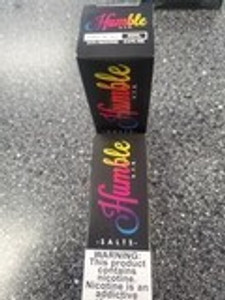 Humble
Humble
Humble
-SALTS-
WARNING:
This product
contains
nicotine.
Nicotine is an
addictive